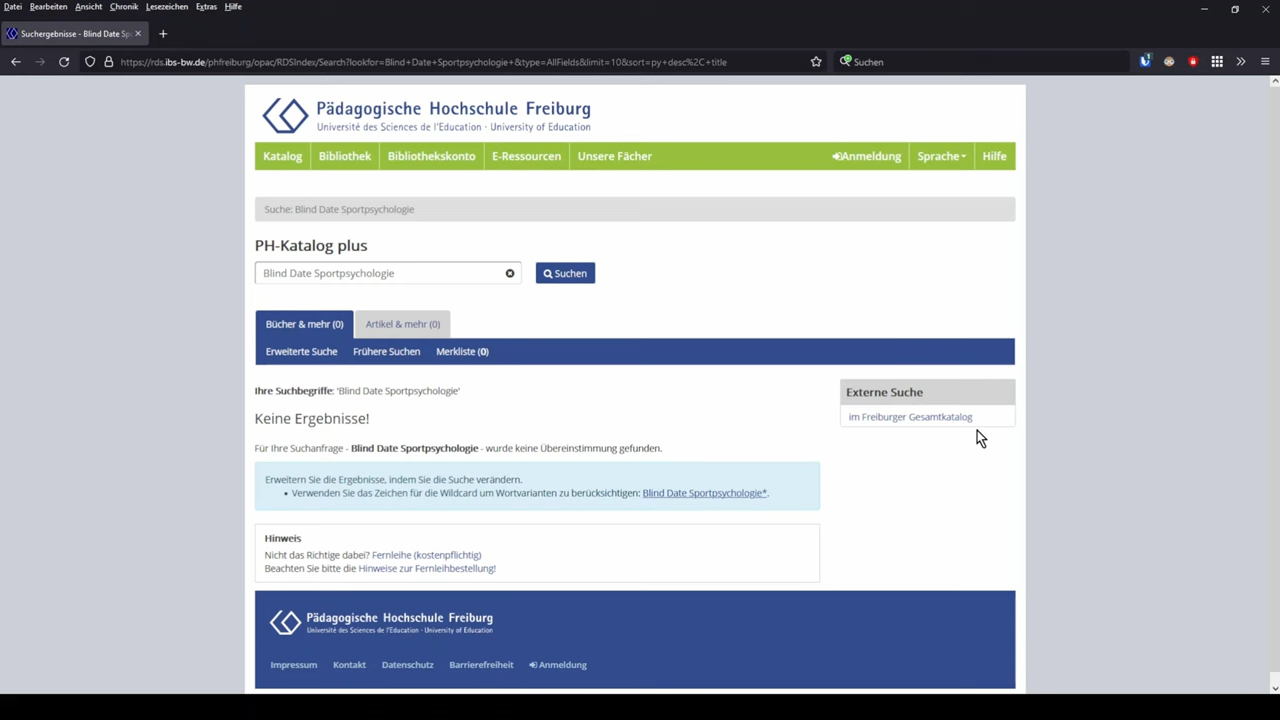 Datei Bearbeiten Ansicht Chronik Lesezeichen Extras Hilfe
Suchergebnisse - Blind Date Sp
https://rds.ibs-bw.de/phfreiburg/opac/RDSIndex/Search?lookfor=Blind+Date+Sportpsychologie+&type=AllFields&limit=10&sort=py+desc%2C+title
Suchen
Pädagogische Hochschule Freiburg
Université des Sciences de l'Education · University of Education
Katalog Bibliothek Bibliothekskonto E-Ressourcen Unsere Fächer Anmeldung Sprache Hilfe
Suche: Blind Date Sportpsychologie
PH-Katalog plus
Blind Date Sportpsychologie Suchen
Bücher & mehr (0) Artikel & mehr (0)
Erweiterte Suche Frühere Suchen Merkliste (0)
Ihre Suchbegriffe: 'Blind Date Sportpsychologie'
Keine Ergebnisse!
Für Ihre Suchanfrage - Blind Date Sportpsychologie - wurde keine Übereinstimmung gefunden.
Erweitern Sie die Ergebnisse, indem Sie die Suche verändern.
• Verwenden Sie das Zeichen für die Wildcard um Wortvarianten zu berücksichtigen: Blind Date Sportpsychologie*.
Hinweis
Nicht das Richtige dabei? Fernleihe (kostenpflichtig)
Beachten Sie bitte die Hinweise zur Fernleihbestellung!
Externe Suche
im Freiburger Gesamtkatalog
Pädagogische Hochschule Freiburg
Université des Sciences de l'Education · University of Education
Impressum Kontakt Datenschutz Barrierefreiheit Anmeldung